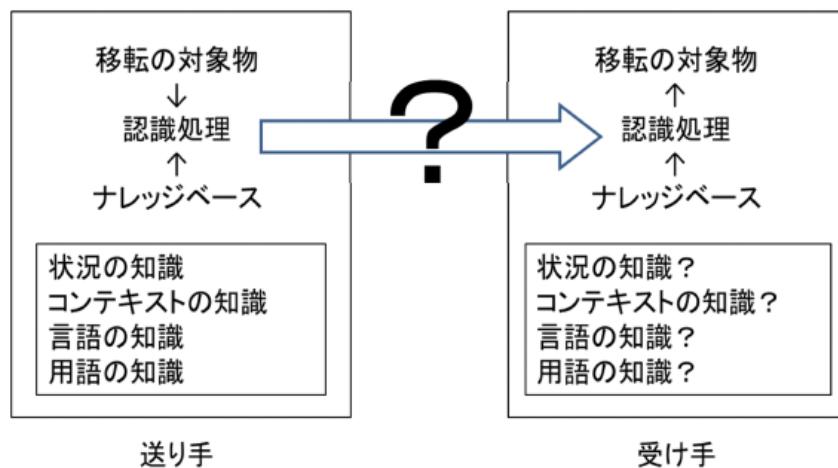 移転の対象物
↓
認識処理
↑
ナレッジベース
状況の知識
コンテキストの知識
言語の知識
用語の知識
送り手
?
移転の対象物
↑
認識処理
↑
ナレッジベース
状況の知識?
コンテキストの知識?
言語の知識?
用語の知識?
受け手